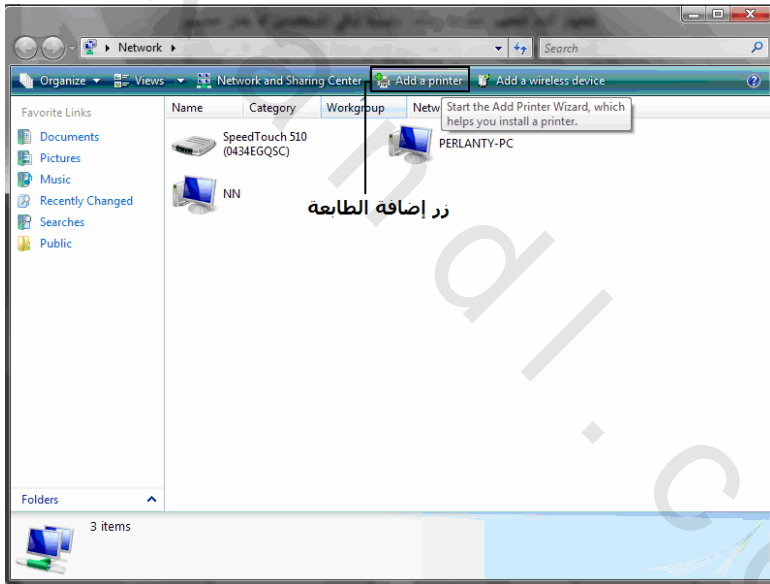 Network
Search
Organize Views Network and Sharing Center Add a printer Add a wireless device
Favorite Links
Name Category Workgroup Netw
Start the Add Printer Wizard, which
helps you install a printer.
Documents
Pictures
Music
Recently Changed
Searches
Public
SpeedTouch 510
(0434EGQSC)
PERLANTY-PC
NN
زر إضافة الطابعة
Folders
3 items